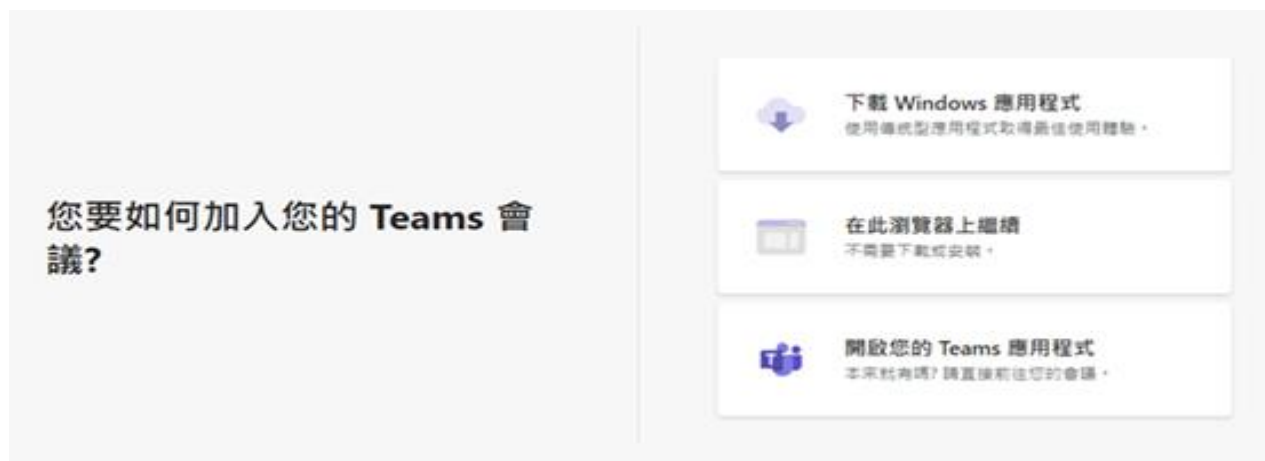 您要如何加入您的 Teams 會
議?
下載 Windows 應用程式
使用傳統型應用程式取得最佳使用體驗。
在此瀏覽器上繼續
不需要下載或安裝。
開啟您的 Teams 應用程式
本來就有嗎? 請直接前往您的會議。